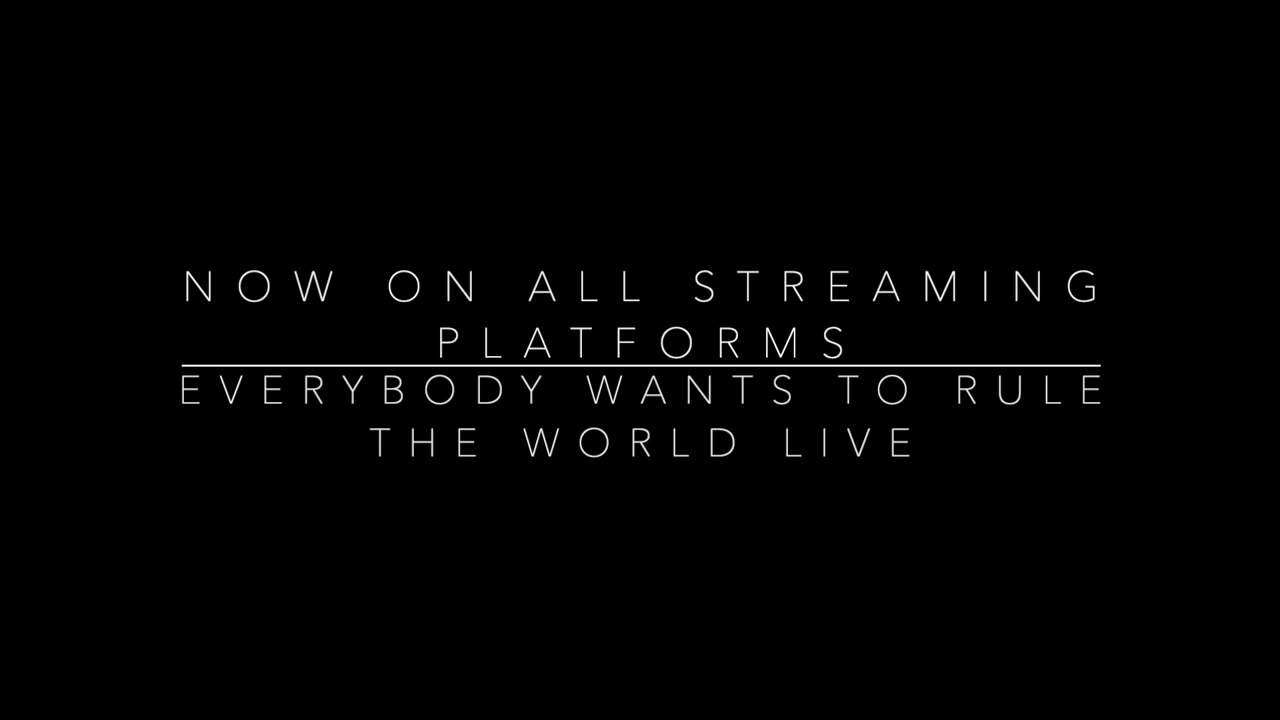 NOW ON ALL STREAMING
PLATFORMS
EVERYBODY WANTS TO RULE
THE WORLD LIVE